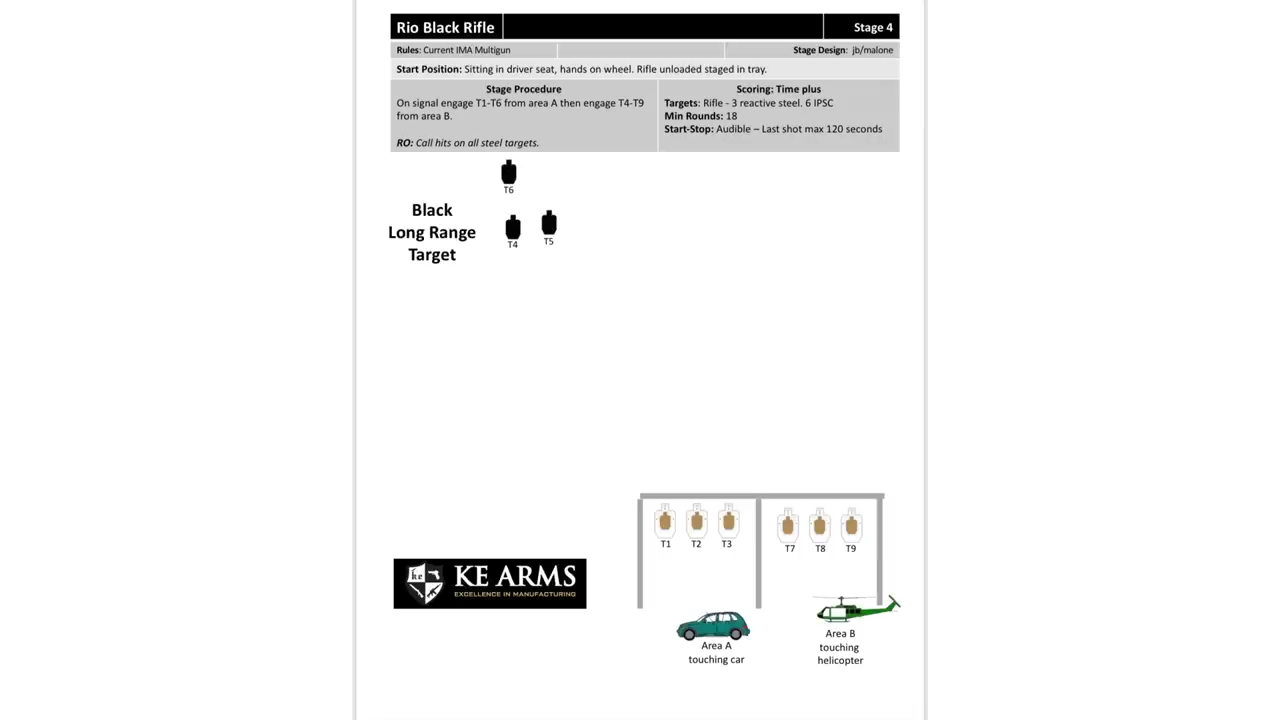 Rio Black Rifle
Stage 4
Rules: Current IMA Multigun
Stage Design: jb/malone
Start Position: Sitting in driver seat, hands on wheel. Rifle unloaded staged in tray.
Stage Procedure
On signal engage T1-T6 from area A then engage T4-T9
from area B.
RO: Call hits on all steel targets.
Scoring: Time plus
Targets: Rifle - 3 reactive steel. 6 IPSC
Min Rounds: 18
Start-Stop: Audible – Last shot max 120 seconds
T6
Black
Long Range
Target
T4
T5
T1
T2
T3
T7
T8
T9
ke
KE ARMS
EXCELLENCE IN MANUFACTURING
Area A
touching car
Area B
touching
helicopter